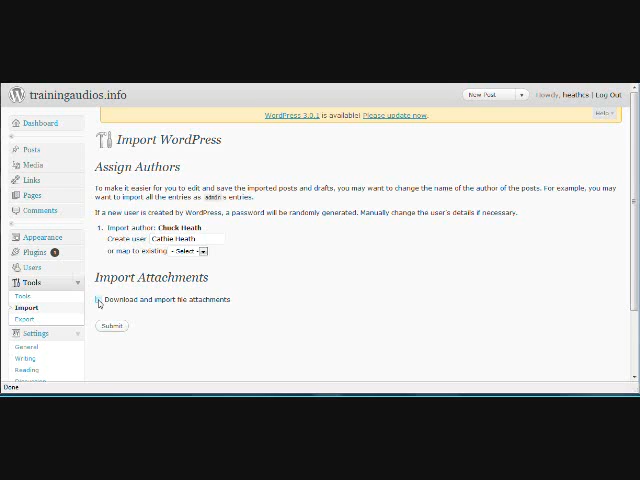 trainingaudios.info
New Post
Howdy, heathcs | Log Out
WordPress 3.0.1 is available! Please update now.
Help
Dashboard
Posts
Media
Links
Pages
Comments
Appearance
Plugins
Users
Tools
Tools
Import
Export
Settings
General
Writing
Reading
Import WordPress
Assign Authors
To make it easier for you to edit and save the imported posts and drafts, you may want to change the name of the author of the posts. For example, you may
want to import all the entries as admin's entries.
If a new user is created by WordPress, a password will be randomly generated. Manually change the user's details if necessary.
1. Import author: Chuck Heath
Create user Cathie Heath
or map to existing - Select -
Import Attachments
Download and import file attachments
Submit
Done